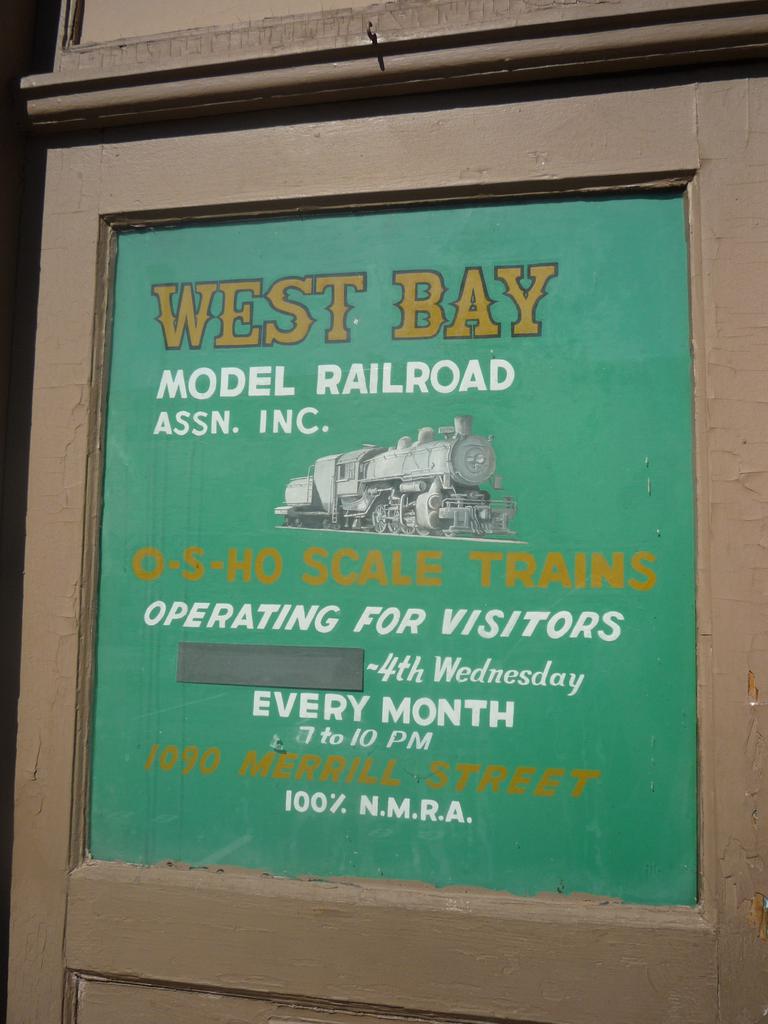 WEST BAY
MODEL RAILROAD
ASSN. INC.
O-S-HO SCALE TRAINS
OPERATING FOR VISITORS
~4th Wednesday
EVERY MONTH
7 to 10 PM
1090 MERRILL STREET
100% N.M.R.A.